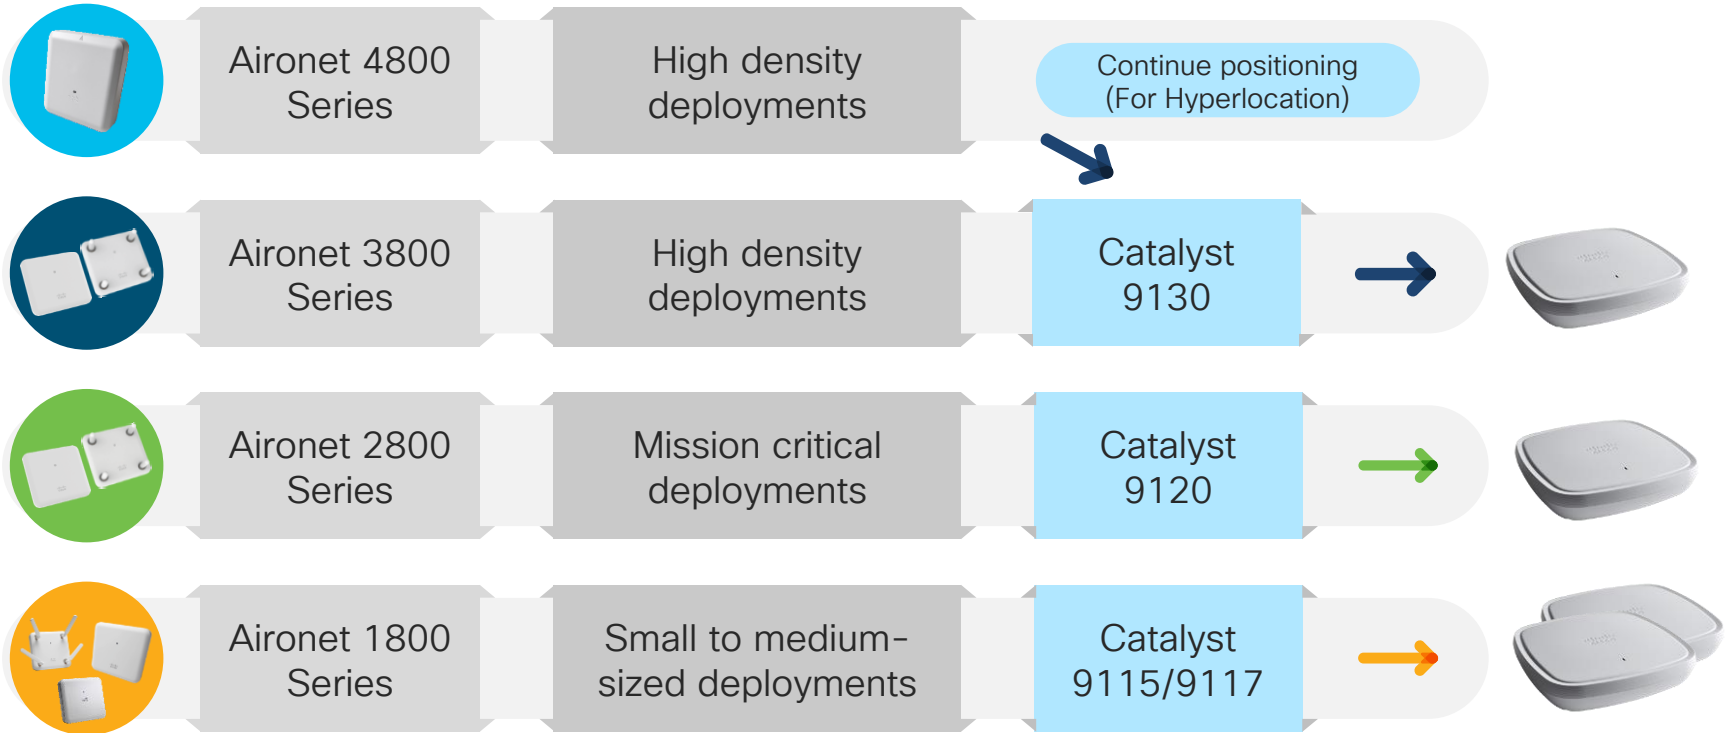 Aironet 4800
Series
High density
deployments
Continue positioning
(For Hyperlocation)
Aironet 3800
Series
High density
deployments
Catalyst
9130
Aironet 2800
Series
Mission critical
deployments
Catalyst
9120
Aironet 1800
Series
Small to medium-
sized deployments
Catalyst
9115/9117